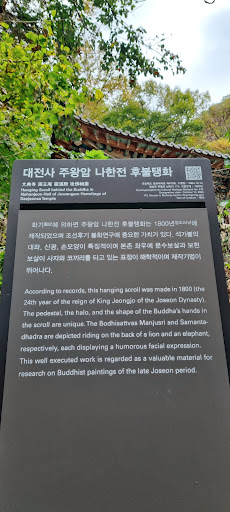 대전사 주왕암 나한전 후불탱화
大典寺 周王庵 羅漢殿 後佛幀畵
Hanging Scroll behind the Buddha in
Nahanjeon Hall of Juwangam Hermitage of
Daejeonsa Temple
화기에 의하면 주왕암 나한전 후불탱화는 1800년에
제작되었으며 조선후기 불화연구에 중요한 가치가 있다. 석가불의
대좌, 신광, 손모양이 특징적이며 본존 좌우에 문수보살과 보현
보살이 사자와 코끼리를 타고 있는 표정이 해학적이며 제작기법이
뛰어나다.
According to records, this hanging scroll was made in 1800 (the
24th year of the reign of King Jeongjo of the Joseon Dynasty).
The pedestal, the halo, and the shape of the Buddha's hands in
the scroll are unique. The Bodhisattvas Manjuri and Samanta-
dhadra are depicted riding on the back of a lion and an elephant,
respectively, each displaying a humorous facial expression.
This well executed work is regarded as a valuable material for
research on Buddhist paintings of the late Joseon period.